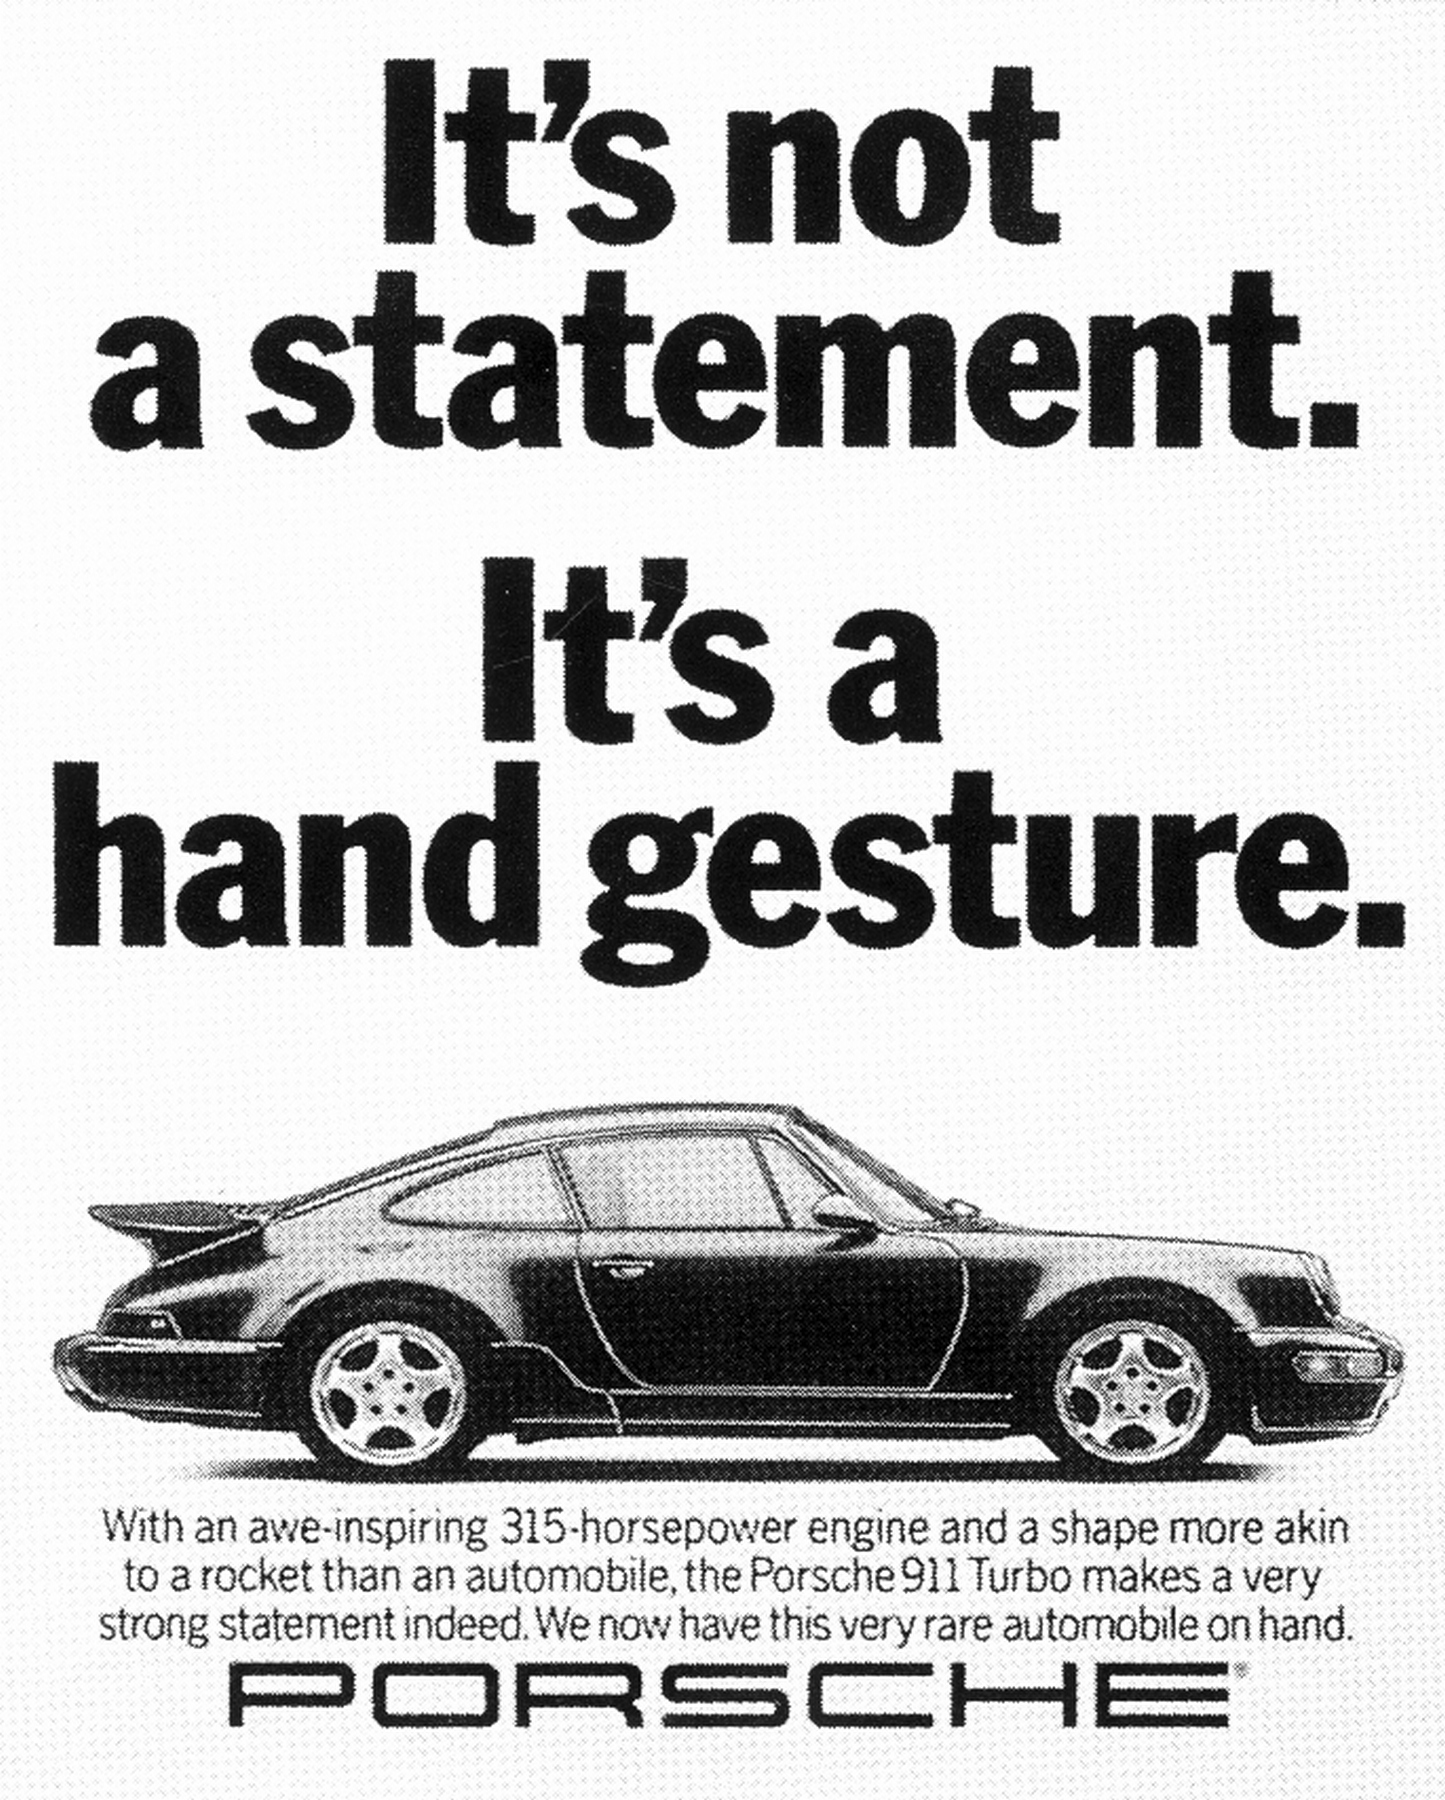 It's not
a statement.
It's a
hand gesture.
With an awe-inspiring 315-horsepower engine and a shape more akin
to a rocket than an automobile, the Porsche 911 Turbo makes a very
strong statement indeed. We now have this very rare automobile on hand.
PORSCHE